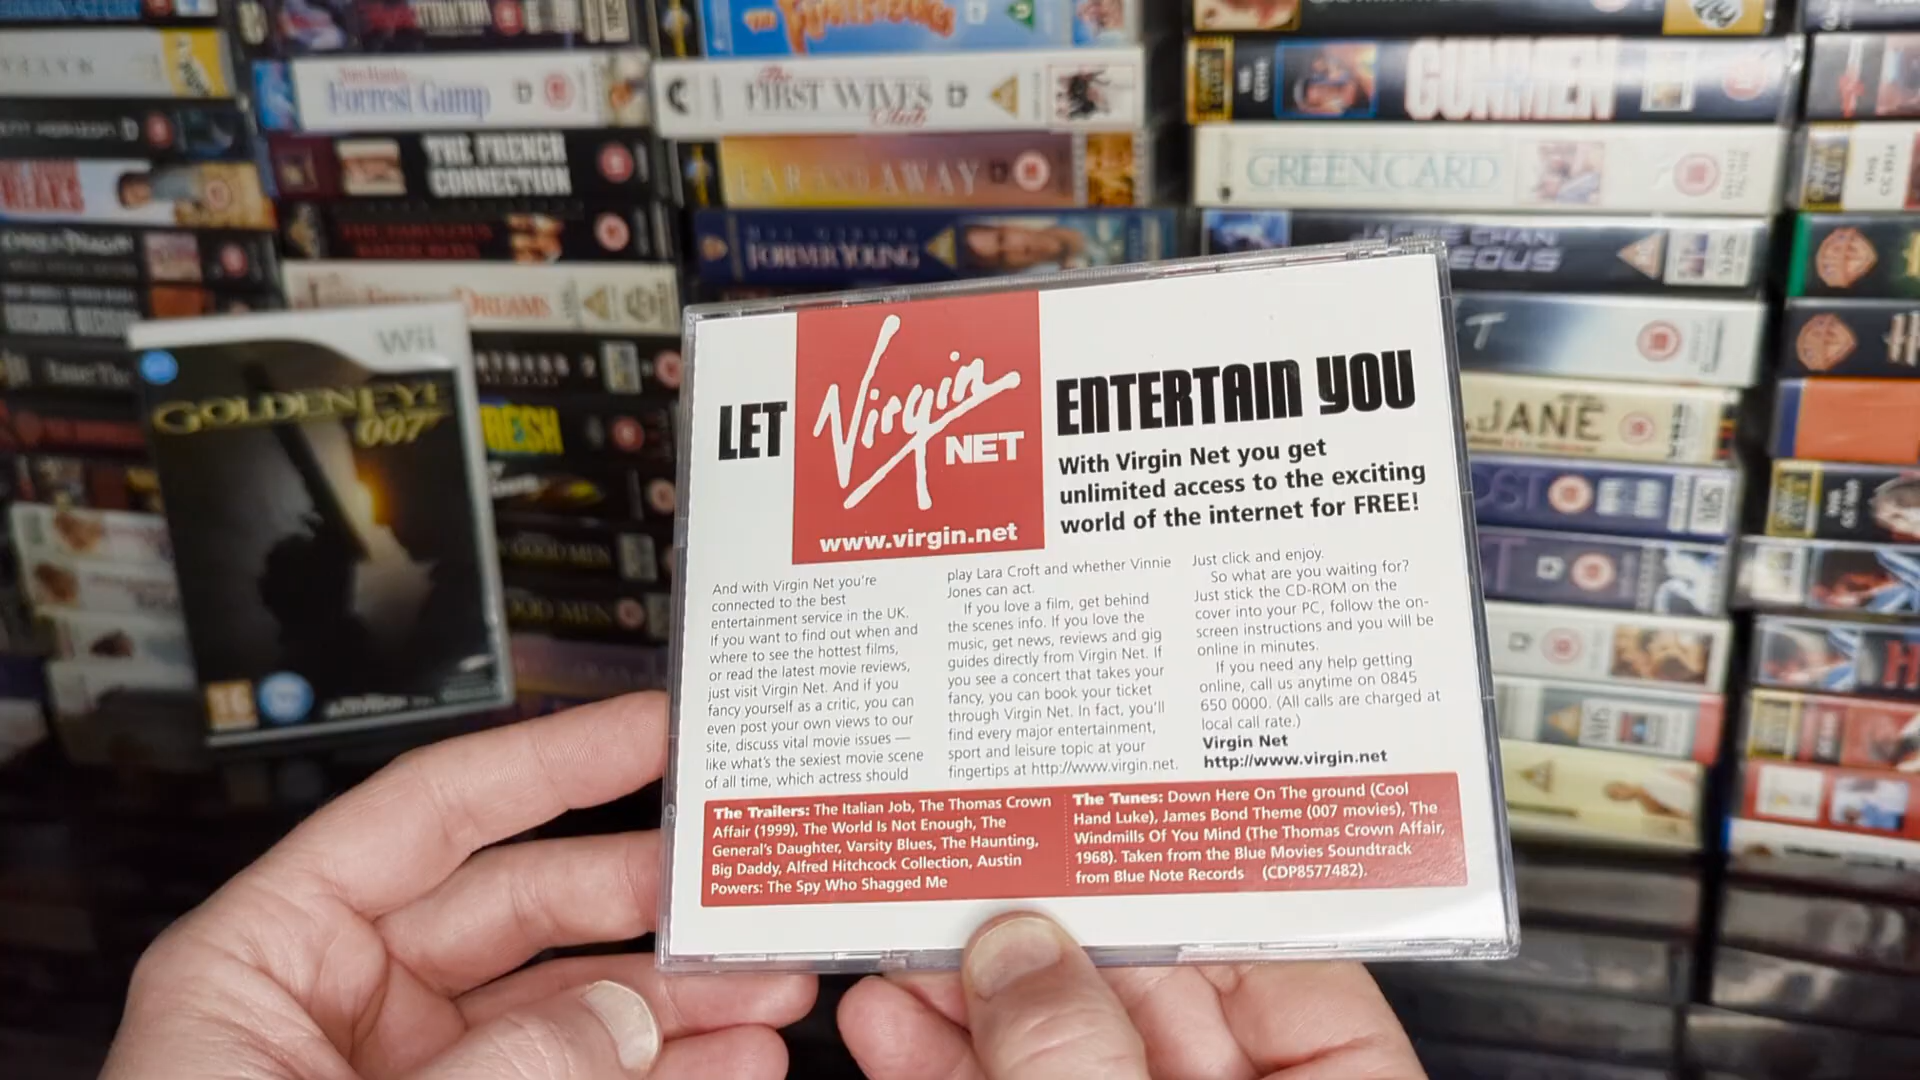 Forrest Gump
THE FRENCH
CONNECTION
The
FIRST WIVES
Club
FAR AND AWAY
FOREVER YOUNG
GUNMEN
GREEN CARD
JACKIE CHAN
JANE
Wii
GOLDENEYE
007
16
LET
Virgin
NET
www.virgin.net
ENTERTAIN YOU
With Virgin Net you get
unlimited access to the exciting
world of the internet for FREE!
And with Virgin Net you're
connected to the best
entertainment service in the UK.
If you want to find out when and
where to see the hottest films,
or read the latest movie reviews,
just visit Virgin Net. And if you
fancy yourself as a critic, you can
even post your own views to our
site, discuss vital movie issues —
like what's the sexiest movie scene
of all time, which actress should
play Lara Croft and whether Vinnie
Jones can act.
If you love a film, get behind
the scenes info. If you love the
music, get news, reviews and gig
guides directly from Virgin Net. If
you see a concert that takes your
fancy, you can book your ticket
through Virgin Net. In fact, you'll
find every major entertainment,
sport and leisure topic at your
fingertips at http://www.virgin.net.
Just click and enjoy.
So what are you waiting for?
Just stick the CD-ROM on the
cover into your PC, follow the on-
screen instructions and you will be
online in minutes.
If you need any help getting
online, call us anytime on 0845
650 0000. (All calls are charged at
local call rate.)
Virgin Net
http://www.virgin.net
The Trailers: The Italian Job, The Thomas Crown
Affair (1999), The World Is Not Enough, The
General's Daughter, Varsity Blues, The Haunting,
Big Daddy, Alfred Hitchcock Collection, Austin
Powers: The Spy Who Shagged Me
The Tunes: Down Here On The ground (Cool
Hand Luke), James Bond Theme (007 movies), The
Windmills Of You Mind (The Thomas Crown Affair,
1968). Taken from the Blue Movies Soundtrack
from Blue Note Records (CDP8577482).